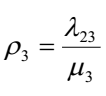 ρ₃ = λ₂₃ / μ₃